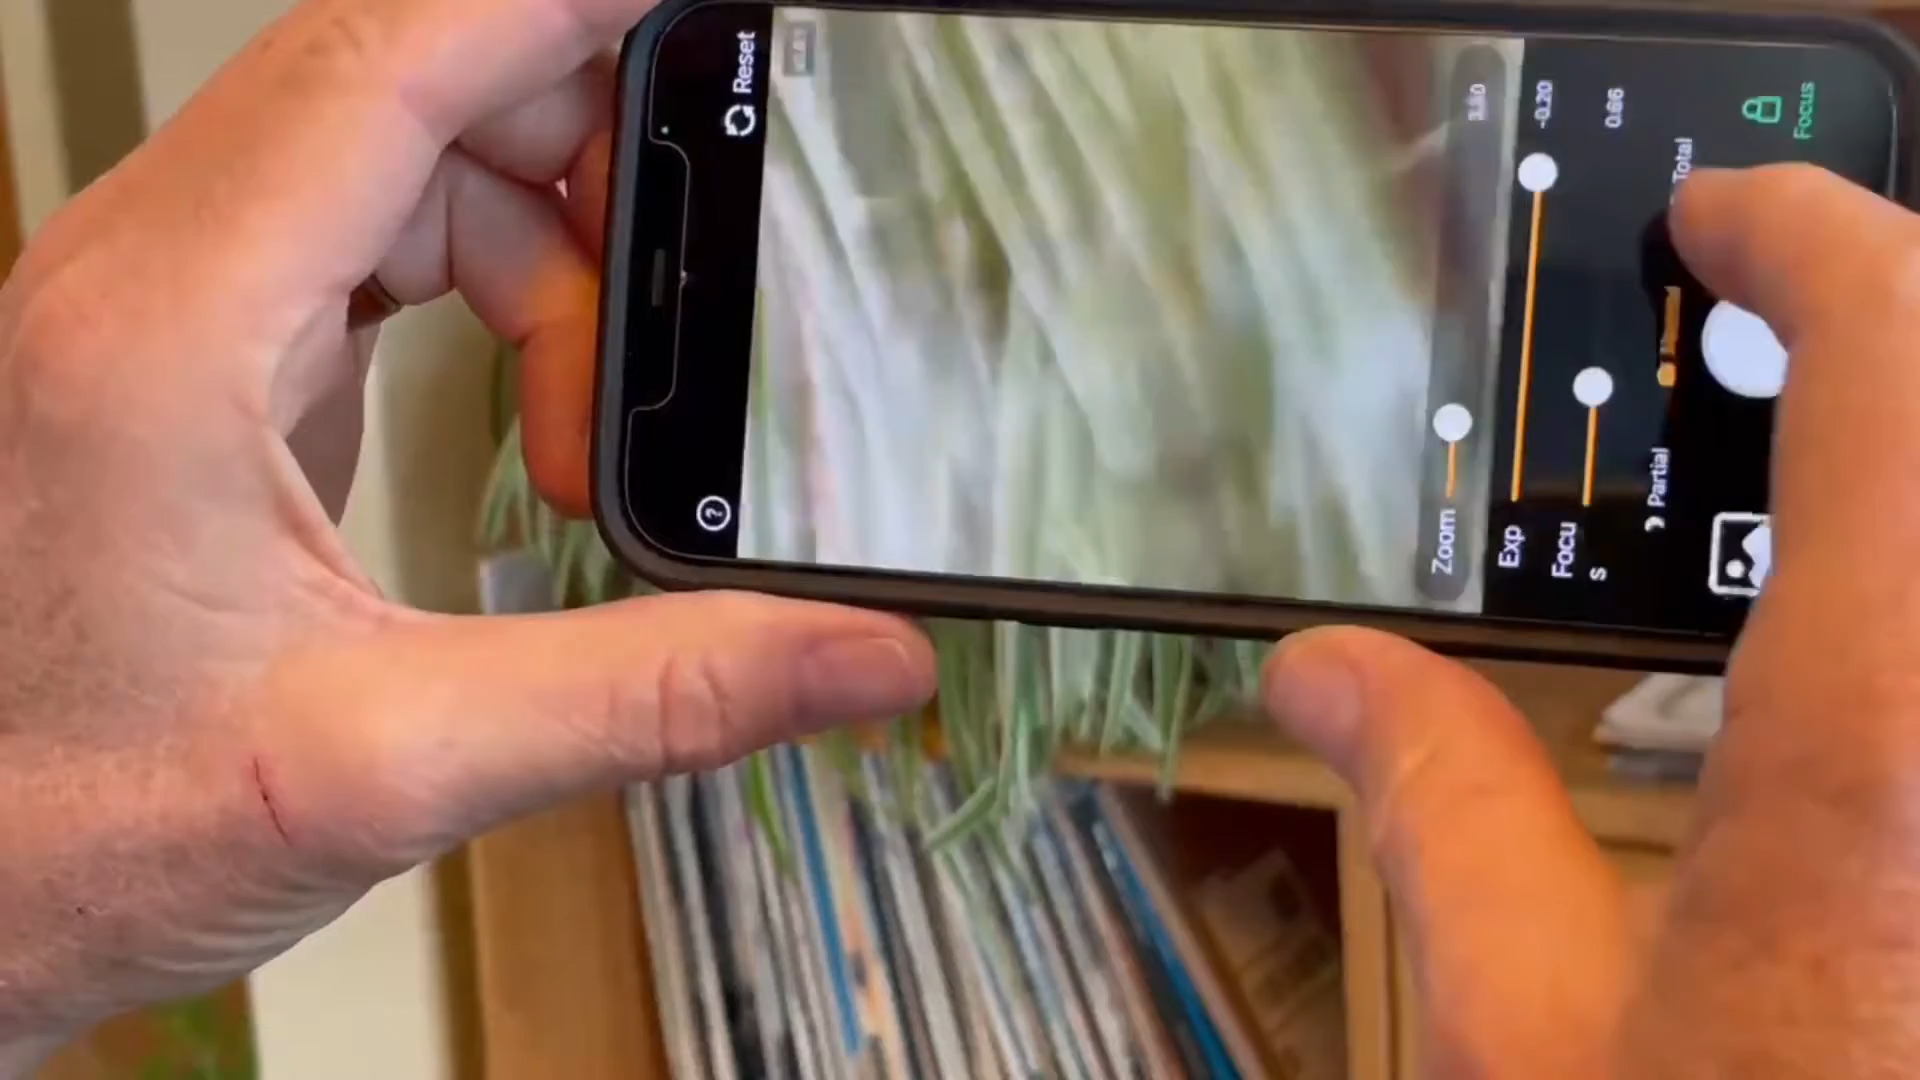 Reset
Zoom
Exp -0.20
Focu
s
0.66
Partial Total
Focus